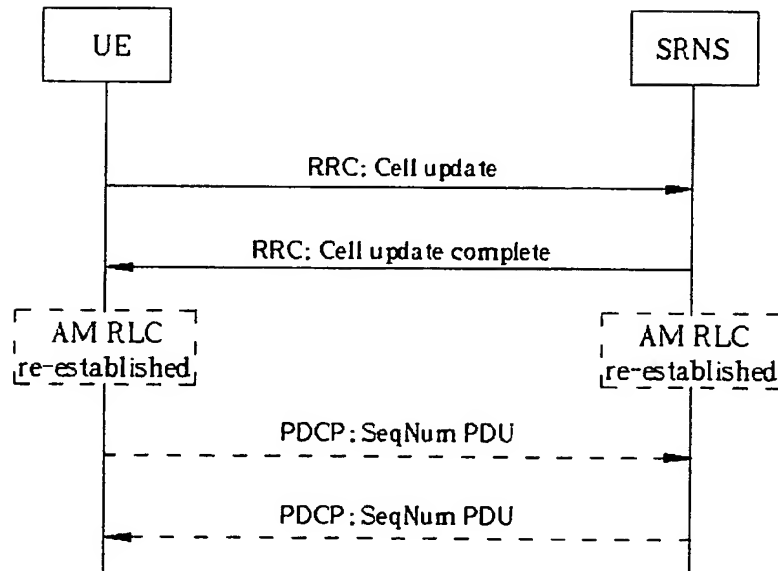 UE
SRNS
RRC: Cell update
RRC: Cell update complete
AM RLC
re-established
AM RLC
re-established
PDCP: SeqNum PDU
PDCP: SeqNum PDU